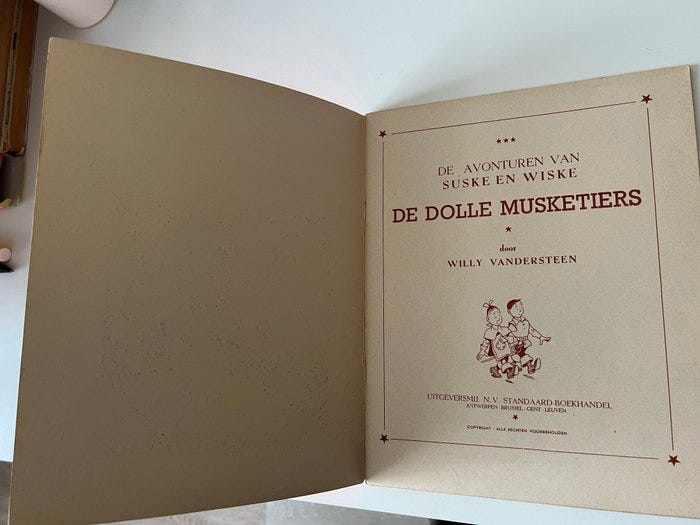 ★★★
DE AVONTUREN VAN
SUSKE EN WISKE
DE DOLLE MUSKETIERS
★
door
WILLY VANDERSTEEN
UITGEVERSMIJ. N. V. STANDAARD-BOEKHANDEL
ANTWERPEN - BRUSSEL - GENT - LEUVEN
★
COPYRIGHT - ALLE RECHTEN VOORBEHOUDEN